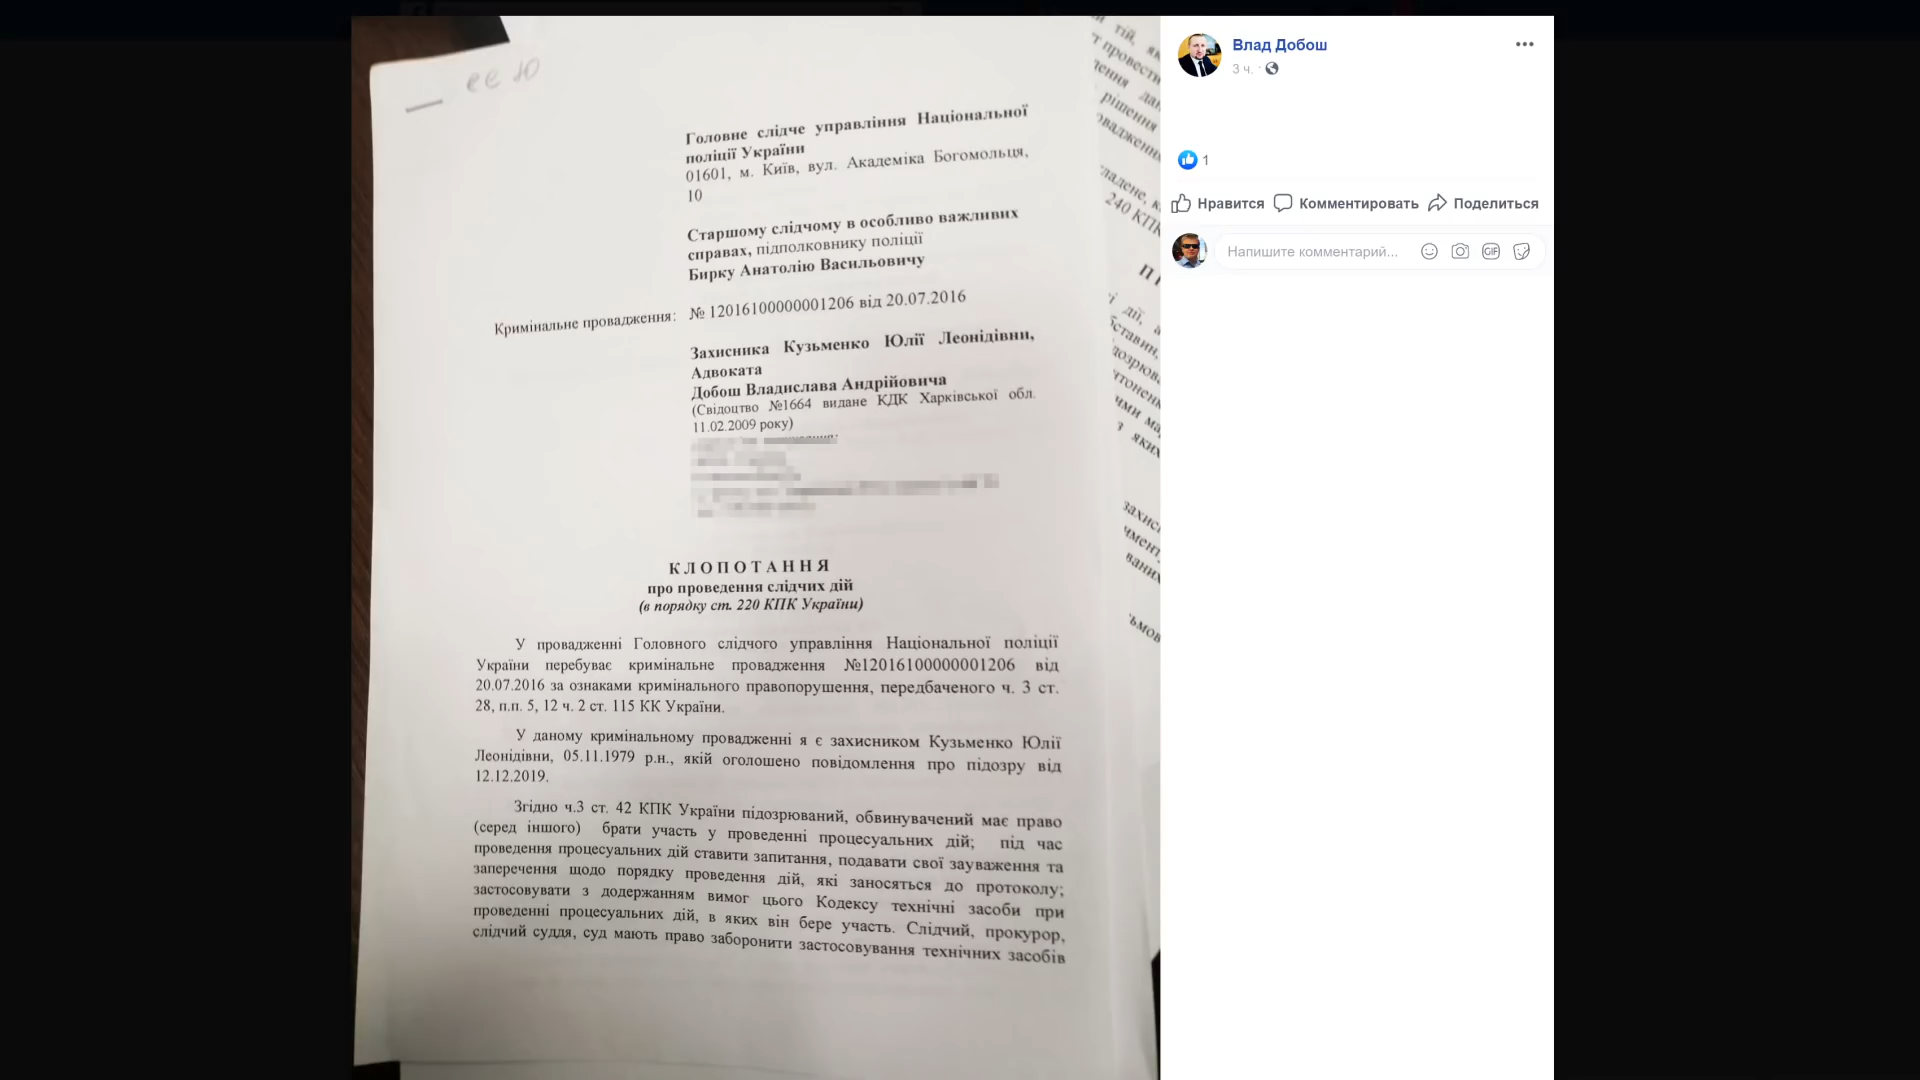 Головне слідче управління Національної
поліції України
01601, м. Київ, вул. Академіка Богомольця,
10
Старшому слідчому в особливо важливих
справах, підполковнику поліції
Бирку Анатолію Васильовичу
Кримінальне провадження: № 12016100000001206 від 20.07.2016
Захисника Кузьменко Юлії Леонідівни,
Адвоката
Добош Владислава Андрійовича
(Свідоцтво №1664 видане КДК Харківської обл.
11.02.2009 року)
КЛОПОТАННЯ
про проведення слідчих дій
(в порядку ст. 220 КПК України)
У провадженні Головного слідчого управління Національної поліції
України перебуває кримінальне провадження №12016100000001206 від
20.07.2016 за ознаками кримінального правопорушення, передбаченого ч. 3 ст.
28, п.п. 5, 12 ч. 2 ст. 115 КК України.
У даному кримінальному провадженні я є захисником Кузьменко Юлії
Леонідівни, 05.11.1979 р.н., якій оголошено повідомлення про підозру від
12.12.2019.
Згідно ч.3 ст. 42 КПК України підозрюваний, обвинувачений має право
(серед іншого) брати участь у проведенні процесуальних дій; під час
проведення процесуальних дій ставити запитання, подавати свої зауваження та
заперечення щодо порядку проведення дій, які заносяться до протоколу;
застосовувати з додержанням вимог цього Кодексу технічні засоби при
проведенні процесуальних дій, в яких він бере участь. Слідчий, прокурор,
слідчий суддя, суд мають право заборонити застосовування технічних засобів
Влад Добош
3 ч.
1
Нравится Комментировать Поделиться
Напишите комментарий...
GIF